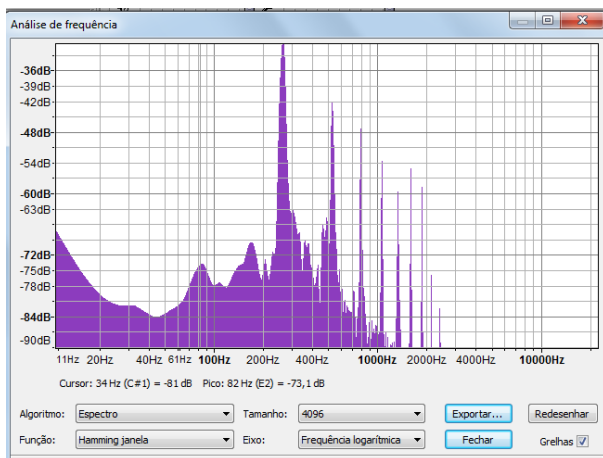 Análise de frequência
-36dB
-39dB
-42dB
-48dB
-54dB
-60dB
-63dB
-72dB
-75dB
-78dB
-84dB
-90dB
11Hz 20Hz 40Hz 61Hz 100Hz 200Hz 400Hz 1000Hz 2000Hz 4000Hz 10000Hz
Cursor: 34 Hz (C#1) = -81 dB Pico: 82 Hz (E2) = -73,1 dB
Algoritmo: Espectro Tamanho: 4096 Exportar... Redesenhar
Função: Hamming janela Eixo: Frequência logarítmica Fechar Grelhas